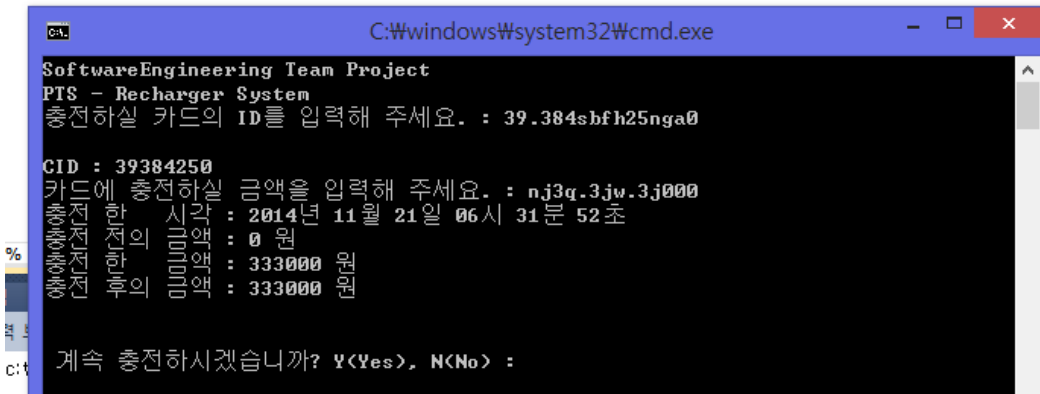 C:₩windows₩system32₩cmd.exe
SoftwareEngineering Team Project
PTS - Recharger System
충전하실 카드의 ID를 입력해 주세요. : 39.384sbfh25nga0
CID : 39384250
카드에 충전하실 금액을 입력해 주세요. : nj3q.3jw.3j000
충전 한 시각 : 2014년 11월 21일 06시 31분 52초
충전 전의 금액 : 0 원
충전 한 금액 : 333000 원
충전 후의 금액 : 333000 원
%
계속 충전하시겠습니까? Y(Yes), N(No) :